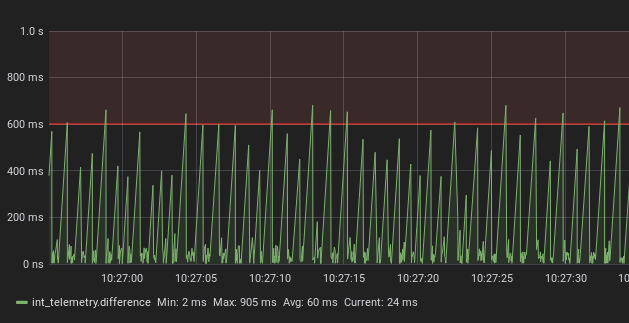 1.0 s
800 ms
600 ms
400 ms
200 ms
0 ns
10:27:00 10:27:05 10:27:10 10:27:15 10:27:20 10:27:25 10:27:30 10
int_telemetry.difference Min: 2 ms Max: 905 ms Avg: 60 ms Current: 24 ms